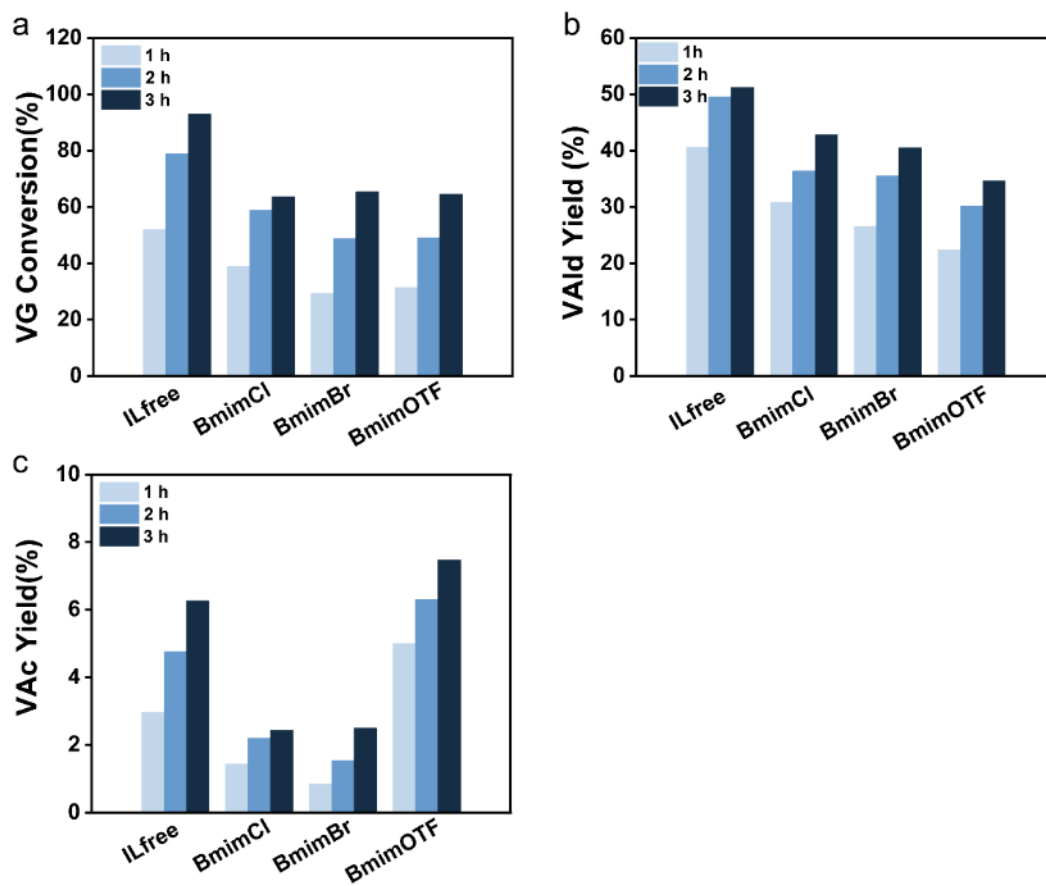 a
120
100
80
60
40
20
0
VG Conversion(%)
1 h
2 h
3 h
ILfree
BmimCl
BmimBr
BmimOTF
b
60
50
40
30
20
10
0
VAld Yield (%)
1h
2 h
3 h
ILfree
BmimCl
BmimBr
BmimOTF
c
10
8
6
4
2
0
VAc Yield(%)
1 h
2 h
3 h
ILfree
BmimCl
BmimBr
BmimOTF